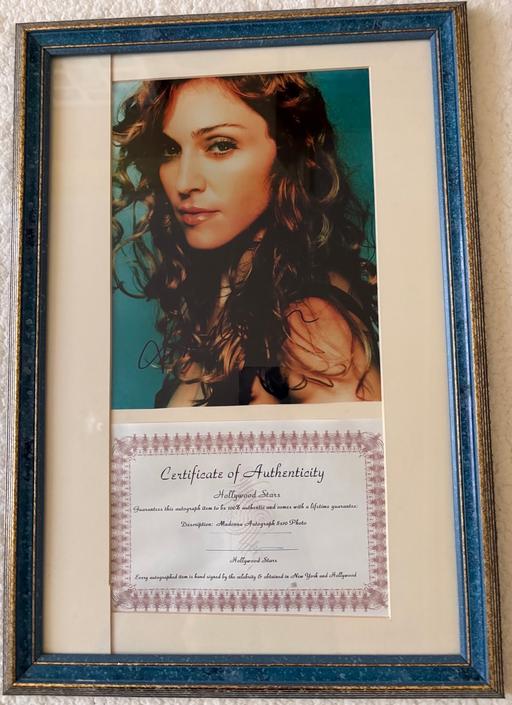 Certificate of Authenticity
Hollywood Stars
Guarantees this autograph item to be 100% authentic and comes with a lifetime guarantee:
Description: Madonna Autograph 8x10 Photo
Hollywood Stars
Every autographed item is hand signed by the celebrity & obtained in New York and Hollywood